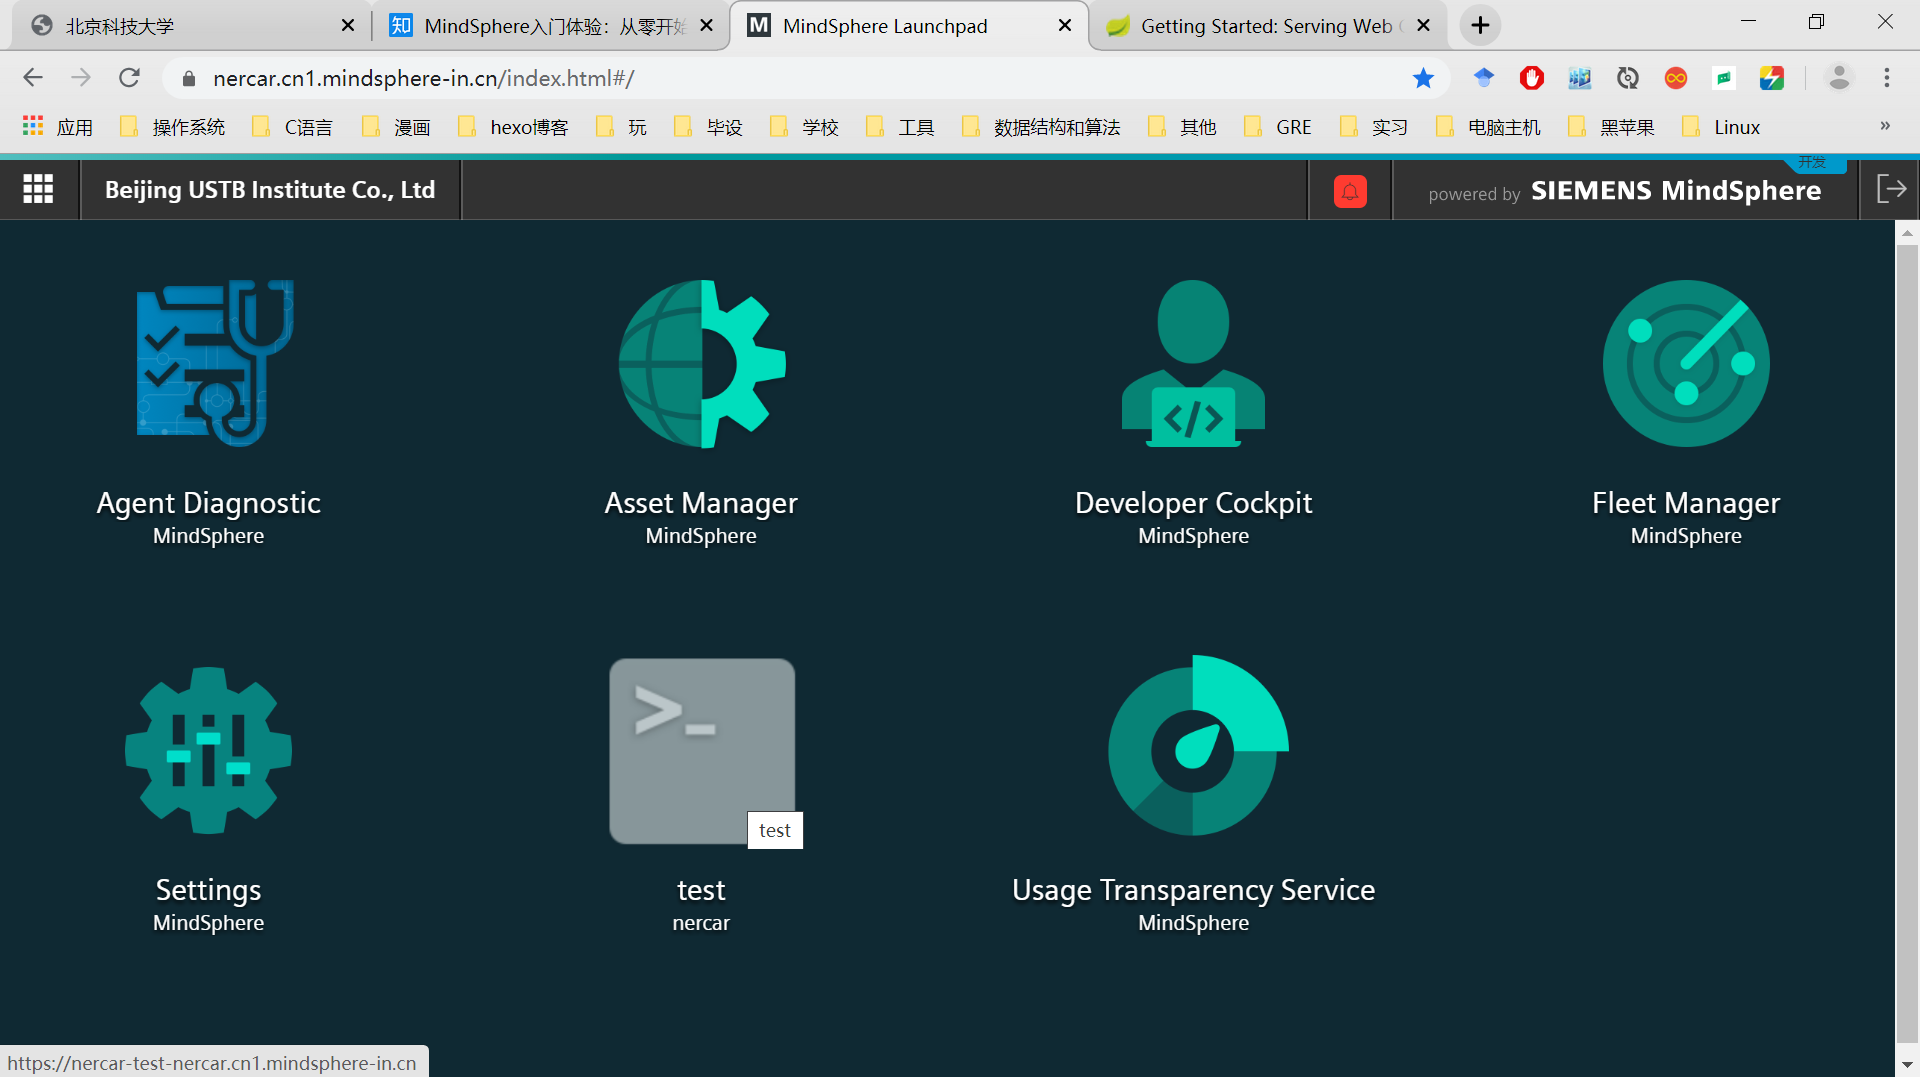 北京科技大学
MindSphere入门体验：从零开始
MindSphere Launchpad
Getting Started: Serving Web
nercar.cn1.mindsphere-in.cn/index.html#/
应用
操作系统
C语言
漫画
hexo博客
玩
毕设
学校
工具
数据结构和算法
其他
GRE
实习
电脑主机
黑苹果
Linux
»
开发
Beijing USTB Institute Co., Ltd
powered by SIEMENS MindSphere
Agent Diagnostic
MindSphere
Asset Manager
MindSphere
Developer Cockpit
MindSphere
Fleet Manager
MindSphere
Settings
MindSphere
test
test
nercar
Usage Transparency Service
MindSphere
https://nercar-test-nercar.cn1.mindsphere-in.cn